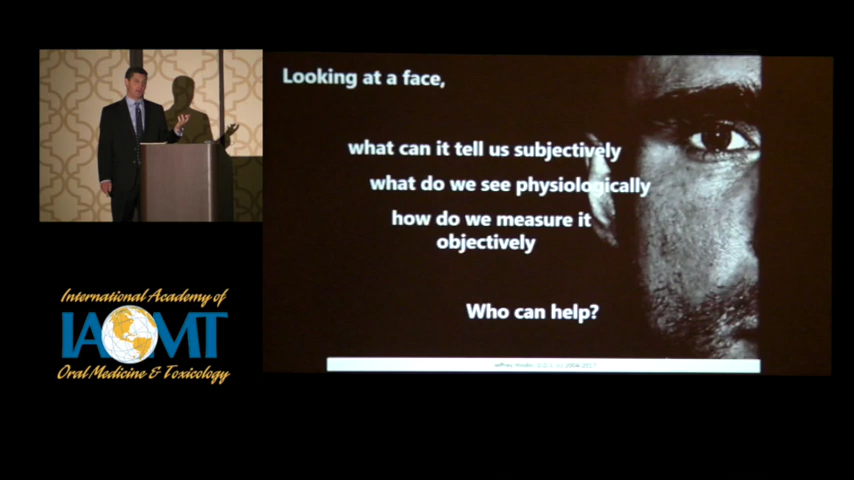 Looking at a face,
what can it tell us subjectively
what do we see physiologically
how do we measure it
objectively
Who can help?
International Academy of
IAOMT
Oral Medicine & Toxicology